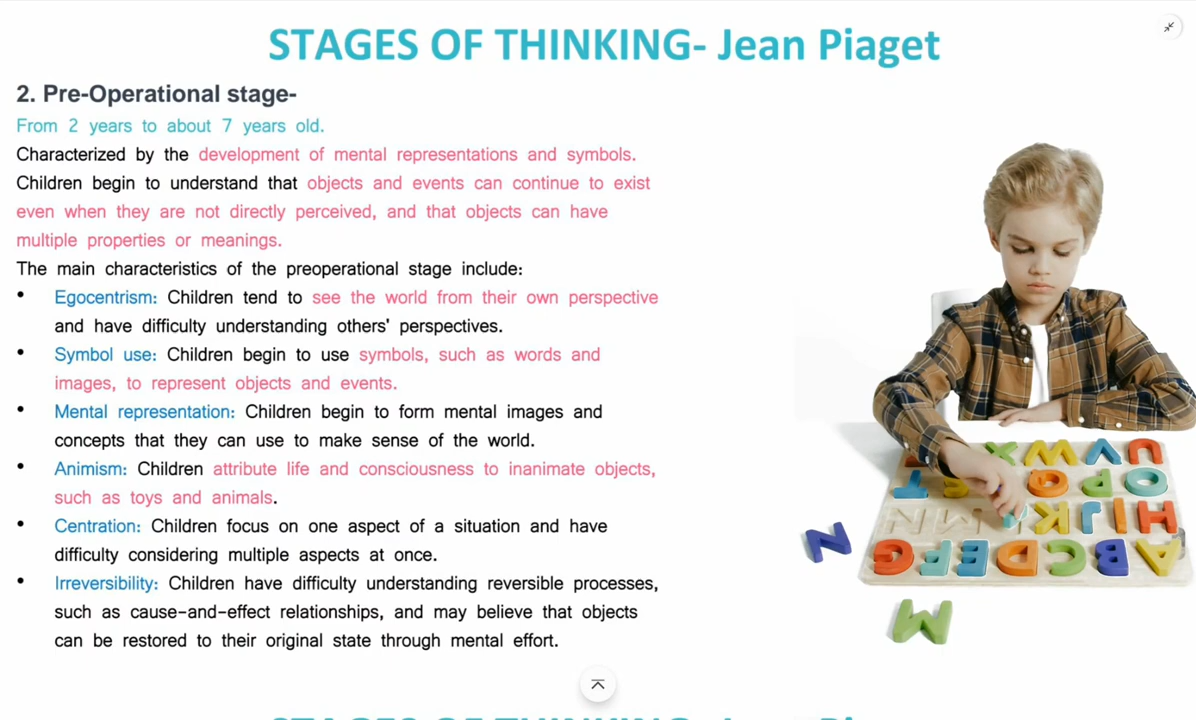 STAGES OF THINKING- Jean Piaget
2. Pre-Operational stage-
From 2 years to about 7 years old.
Characterized by the development of mental representations and symbols.
Children begin to understand that objects and events can continue to exist
even when they are not directly perceived, and that objects can have
multiple properties or meanings.
The main characteristics of the preoperational stage include:
• Egocentrism: Children tend to see the world from their own perspective
and have difficulty understanding others' perspectives.
• Symbol use: Children begin to use symbols, such as words and
images, to represent objects and events.
• Mental representation: Children begin to form mental images and
concepts that they can use to make sense of the world.
• Animism: Children attribute life and consciousness to inanimate objects,
such as toys and animals.
• Centration: Children focus on one aspect of a situation and have
difficulty considering multiple aspects at once.
• Irreversibility: Children have difficulty understanding reversible processes,
such as cause-and-effect relationships, and may believe that objects
can be restored to their original state through mental effort.